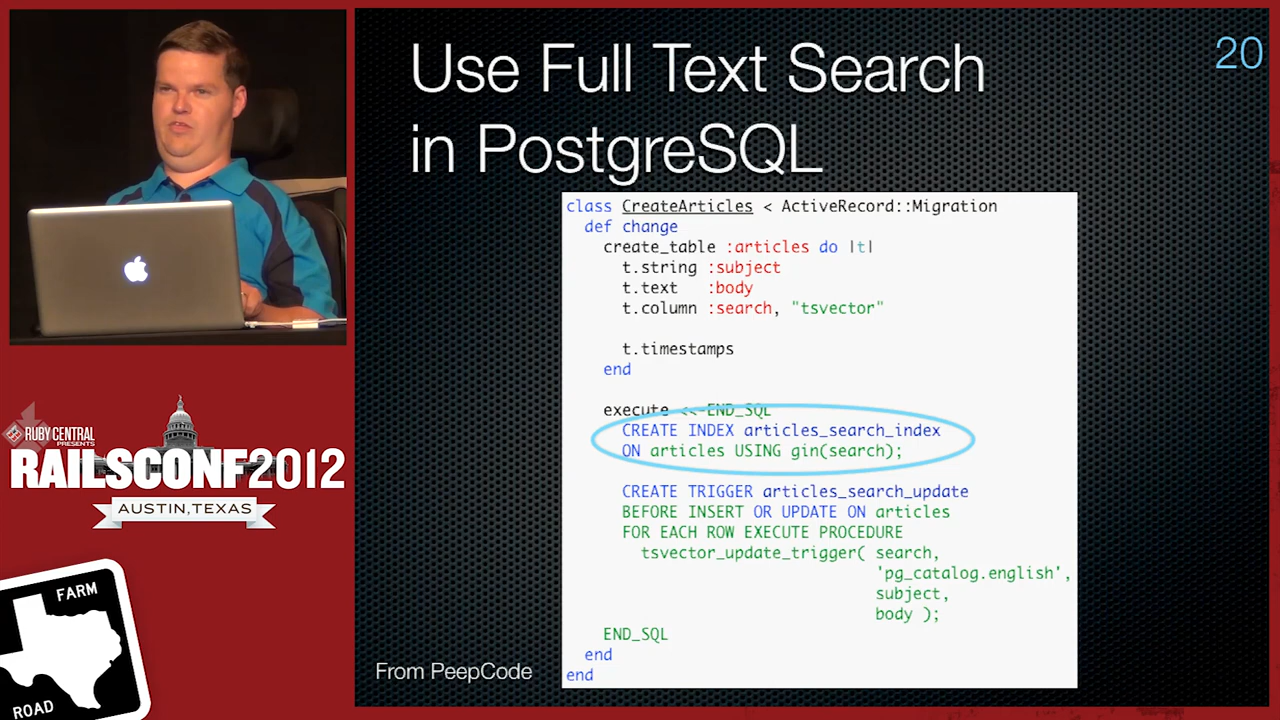 Use Full Text Search
in PostgreSQL
20
class CreateArticles < ActiveRecord::Migration
  def change
    create_table :articles do |t|
      t.string :subject
      t.text   :body
      t.column :search, "tsvector"

      t.timestamps
    end

    execute <<-END_SQL
      CREATE INDEX articles_search_index
      ON articles USING gin(search);

      CREATE TRIGGER articles_search_update
      BEFORE INSERT OR UPDATE ON articles
      FOR EACH ROW EXECUTE PROCEDURE
        tsvector_update_trigger( search,
                                 'pg_catalog.english',
                                 subject,
                                 body );
    END_SQL
  end
end
From PeepCode
RUBY CENTRAL
PRESENTS
RAILSCONF2012
AUSTIN, TEXAS
FARM
ROAD